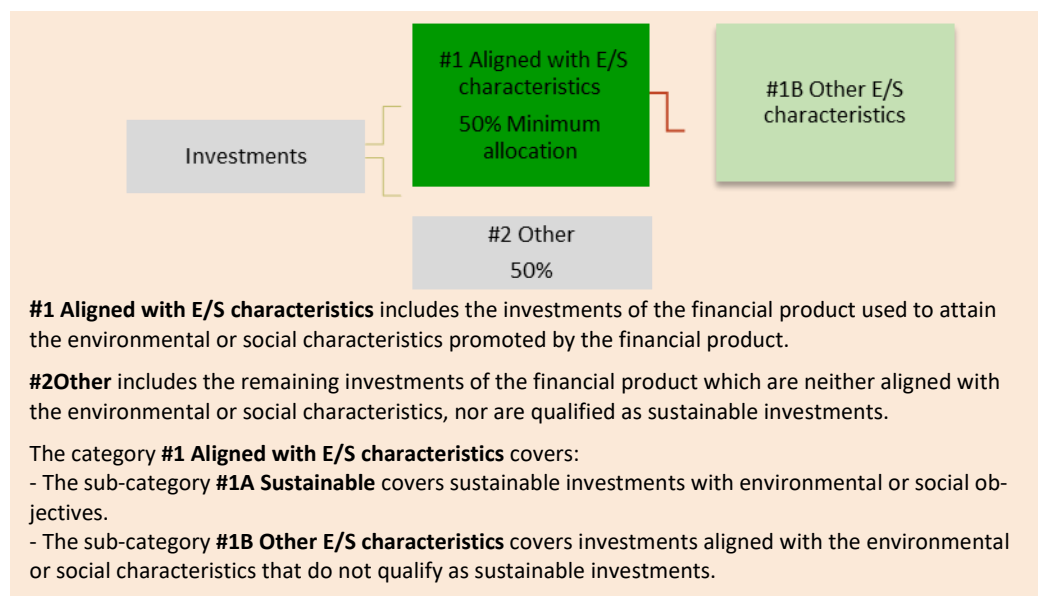 #1 Aligned with E/S
characteristics
50% Minimum
allocation
#1B Other E/S
characteristics
Investments
#2 Other
50%
#1 Aligned with E/S characteristics includes the investments of the financial product used to attain
the environmental or social characteristics promoted by the financial product.
#2Other includes the remaining investments of the financial product which are neither aligned with
the environmental or social characteristics, nor are qualified as sustainable investments.
The category #1 Aligned with E/S characteristics covers:
- The sub-category #1A Sustainable covers sustainable investments with environmental or social ob-
jectives.
- The sub-category #1B Other E/S characteristics covers investments aligned with the environmental
or social characteristics that do not qualify as sustainable investments.